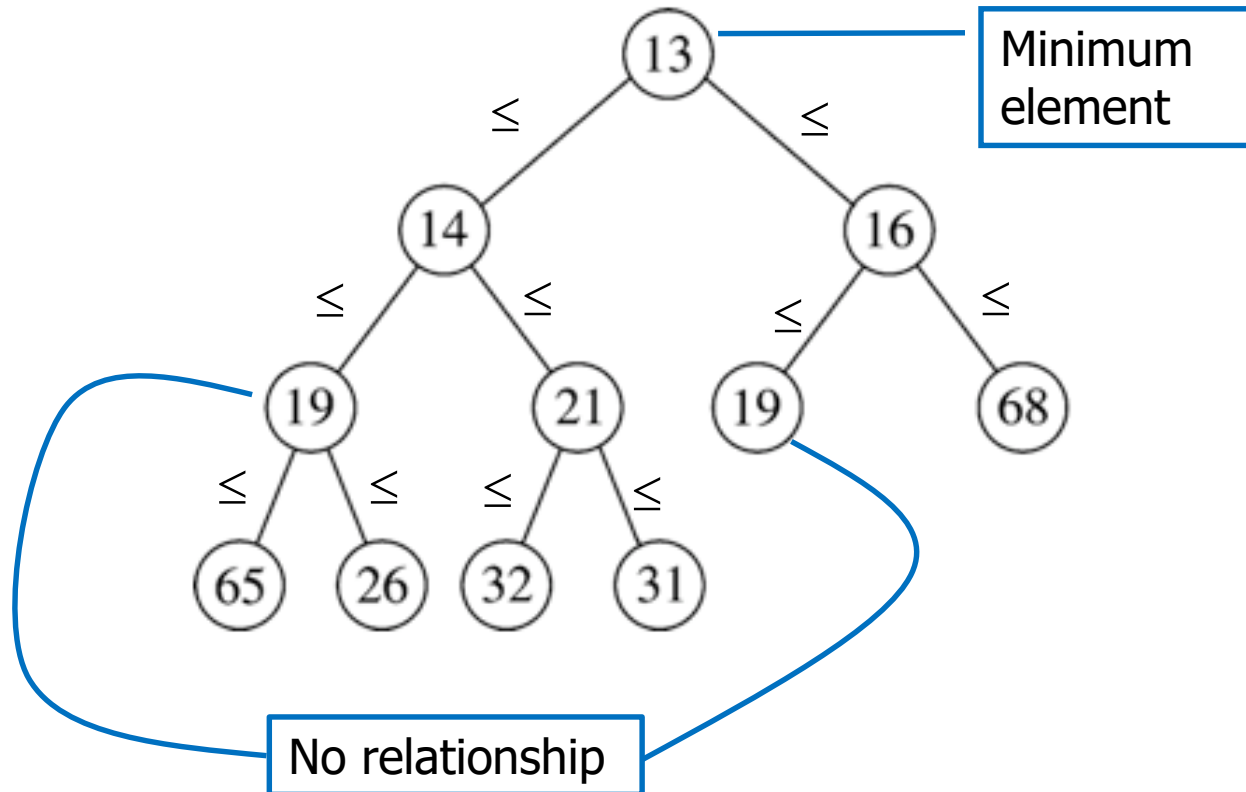 13
Minimum
element
≤ ≤
14 16
≤ ≤ ≤ ≤
19 21 19 68
≤ ≤ ≤ ≤
65 26 32 31
No relationship